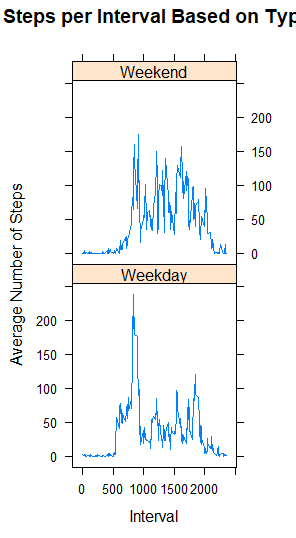 Steps per Interval Based on Typ
Weekend
200
150
100
50
0
Average Number of Steps
Weekday
200
150
100
50
0
0 500 1000 1500 2000
Interval